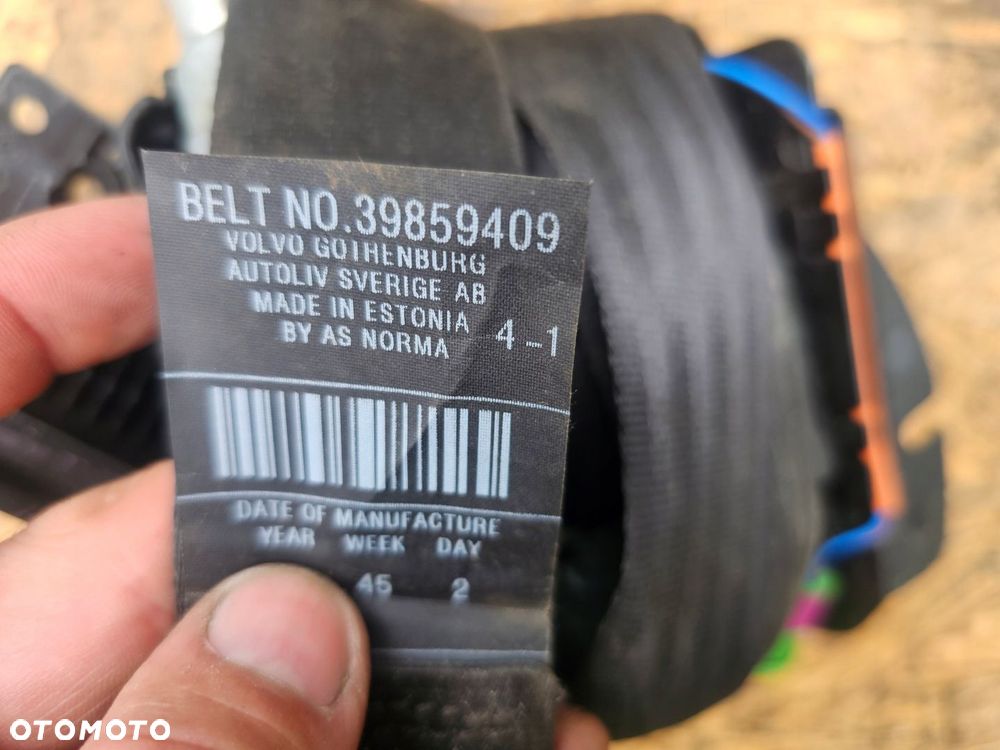 BELT NO.39859409
VOLVO GOTHENBURG
AUTOLIV SVERIGE AB
MADE IN ESTONIA
BY AS NORMA 4-1
DATE OF MANUFACTURE
YEAR WEEK DAY
45 2
OTOMOTO